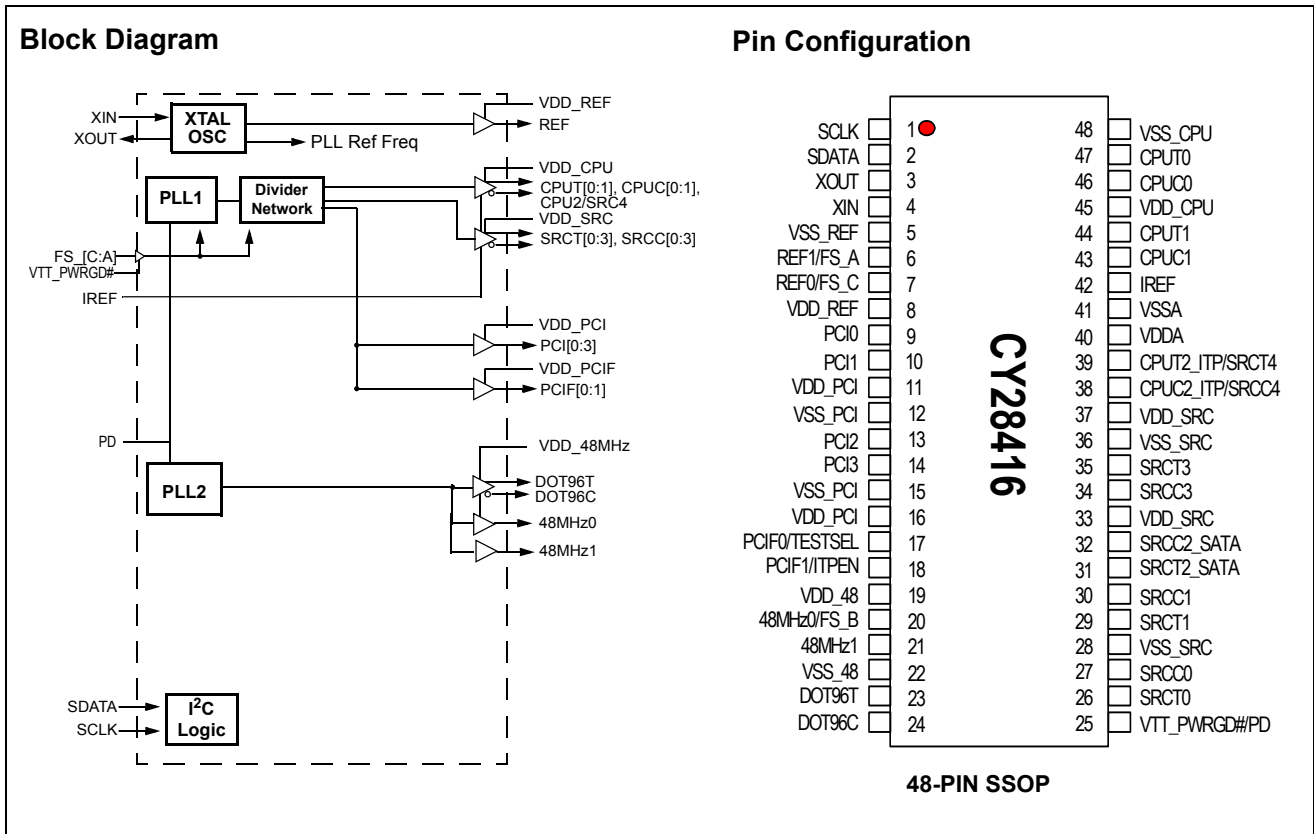 Block Diagram
XIN
XOUT
XTAL
OSC
PLL Ref Freq
VDD_REF
REF
PLL1
Divider
Network
VDD_CPU
CPUT[0:1], CPUC[0:1],
CPU2/SRC4
VDD_SRC
SRCT[0:3], SRCC[0:3]
FS_[C:A]
VTT_PWRGD#
IREF
VDD_PCI
PCI[0:3]
VDD_PCIF
PCIF[0:1]
PD
PLL2
VDD_48MHz
DOT96T
DOT96C
48MHz0
48MHz1
SDATA
SCLK
I2C
Logic
Pin Configuration
SCLK 1
SDATA 2
XOUT 3
XIN 4
VSS_REF 5
REF1/FS_A 6
REF0/FS_C 7
VDD_REF 8
PCI0 9
PCI1 10
VDD_PCI 11
VSS_PCI 12
PCI2 13
PCI3 14
VSS_PCI 15
VDD_PCI 16
PCIF0/TESTSEL 17
PCIF1/ITPEN 18
VDD_48 19
48MHz0/FS_B 20
48MHz1 21
VSS_48 22
DOT96T 23
DOT96C 24
CY28416
48 VSS_CPU
47 CPUT0
46 CPUC0
45 VDD_CPU
44 CPUT1
43 CPUC1
42 IREF
41 VSSA
40 VDDA
39 CPUT2_ITP/SRCT4
38 CPUC2_ITP/SRCC4
37 VDD_SRC
36 VSS_SRC
35 SRCT3
34 SRCC3
33 VDD_SRC
32 SRCC2_SATA
31 SRCT2_SATA
30 SRCC1
29 SRCT1
28 VSS_SRC
27 SRCC0
26 SRCT0
25 VTT_PWRGD#/PD
48-PIN SSOP